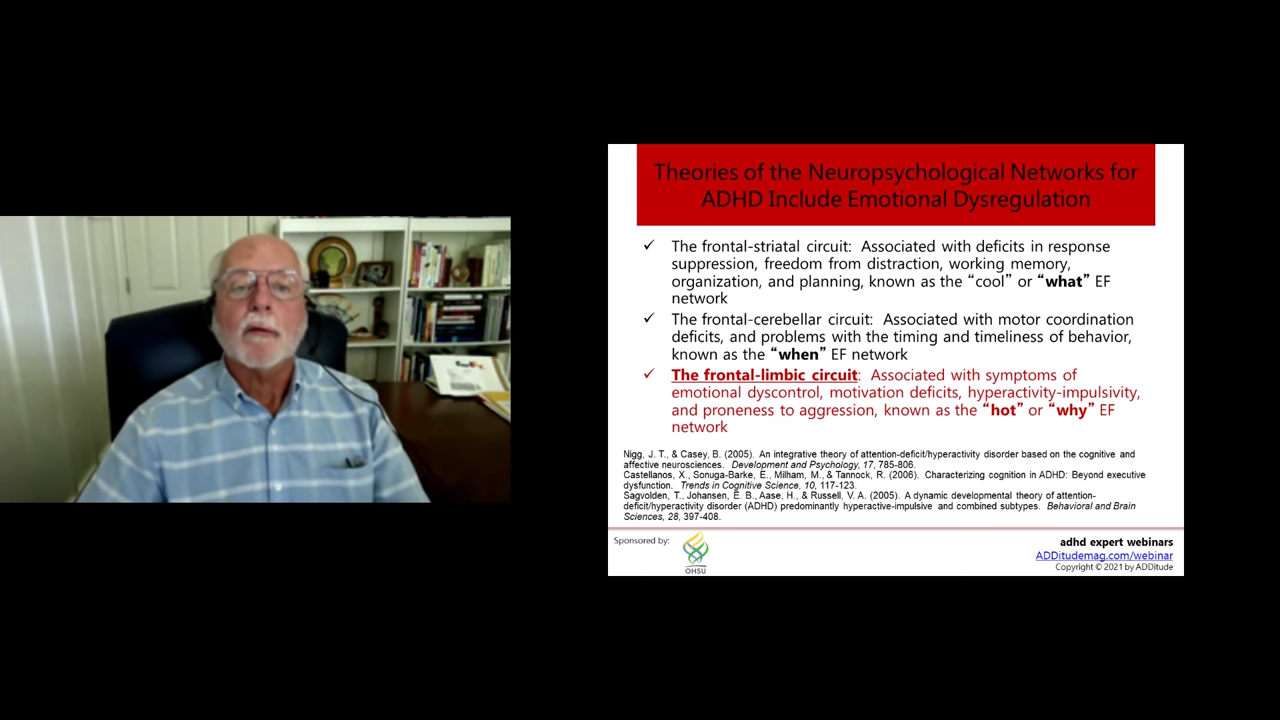 Theories of the Neuropsychological Networks for
ADHD Include Emotional Dysregulation
✓ The frontal-striatal circuit: Associated with deficits in response
suppression, freedom from distraction, working memory,
organization, and planning, known as the “cool” or “what” EF
network
✓ The frontal-cerebellar circuit: Associated with motor coordination
deficits, and problems with the timing and timeliness of behavior,
known as the “when” EF network
✓ The frontal-limbic circuit: Associated with symptoms of
emotional dyscontrol, motivation deficits, hyperactivity-impulsivity,
and proneness to aggression, known as the “hot” or “why” EF
network
Nigg, J. T., & Casey, B. (2005). An integrative theory of attention-deficit/hyperactivity disorder based on the cognitive and
affective neurosciences. Development and Psychology, 17, 785-806.
Castellanos, X., Sonuga-Barke, E., Milham, M., & Tannock, R. (2006). Characterizing cognition in ADHD: Beyond executive
dysfunction. Trends in Cognitive Science, 10, 117-123.
Sagvolden, T., Johansen, E. B., Aase, H., & Russell, V. A. (2005). A dynamic developmental theory of attention-
deficit/hyperactivity disorder (ADHD) predominantly hyperactive-impulsive and combined subtypes. Behavioral and Brain
Sciences, 28, 397-408.
Sponsored by:
OHSU
adhd expert webinars
ADDitudemag.com/webinar
Copyright © 2021 by ADDitude